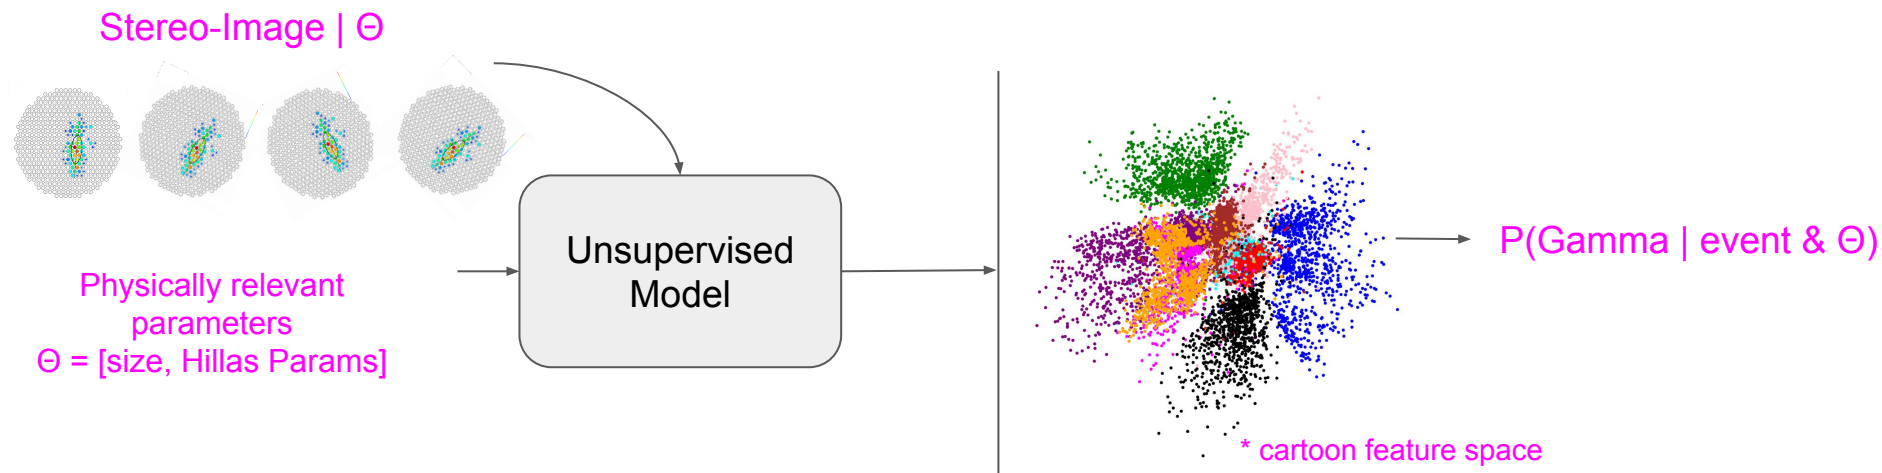 Stereo-Image | Θ
Physically relevant
parameters
Θ = [size, Hillas Params]
Unsupervised
Model
P(Gamma | event & Θ)
* cartoon feature space